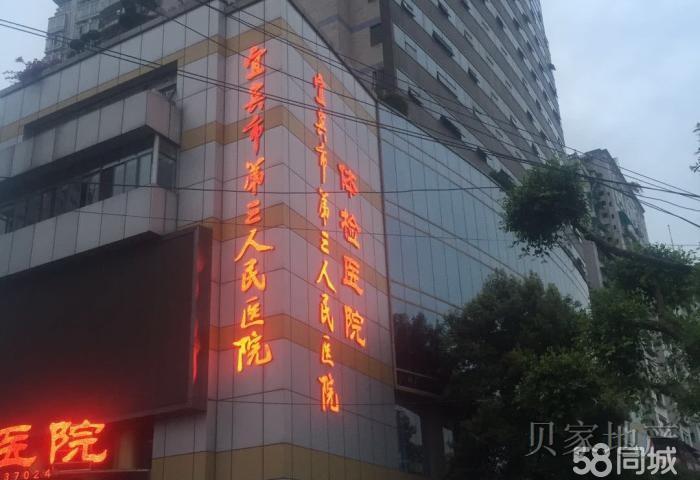 宜宾市第三人民医院
宜宾市第三人民医院
体检医院
医院
37024
贝家地产
58同城